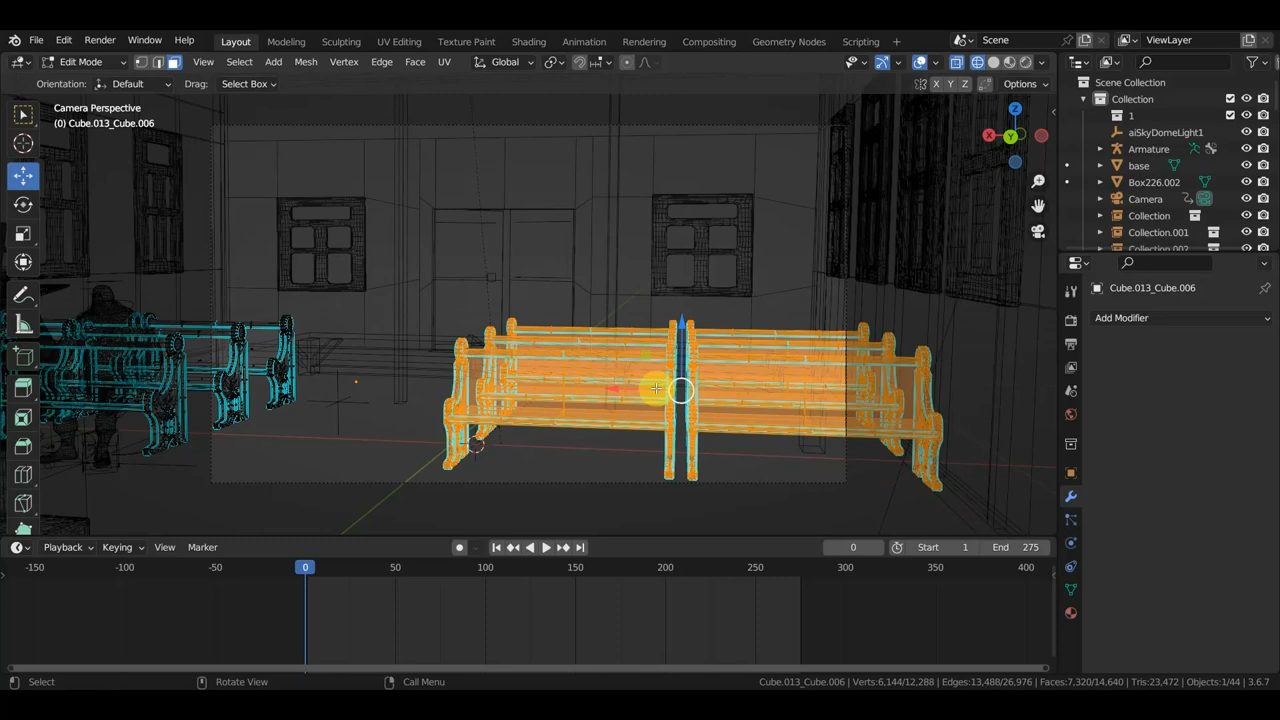 File Edit Render Window Help Layout Modeling Sculpting UV Editing Texture Paint Shading Animation Rendering Compositing Geometry Nodes Scripting + Scene ViewLayer
Edit Mode View Select Add Mesh Vertex Edge Face UV Global
Orientation: Default Drag: Select Box X Y Z Options
Camera Perspective
(0) Cube.013_Cube.006
Z
X
Y
Scene Collection
Collection
1
aiSkyDomeLight1
Armature
base
Box226.002
Camera
Collection
Collection.001
Collection.002
Cube.013_Cube.006
Add Modifier
Playback Keying View Marker 0 Start 1 End 275
-150 -100 -50 0 50 100 150 200 250 300 350 400
Select Rotate View Call Menu Cube.013_Cube.006 | Verts:6,144/12,288 | Edges:13,488/26,976 | Faces:7,320/14,640 | Tris:23,472 | Objects:1/44 | 3.6.7